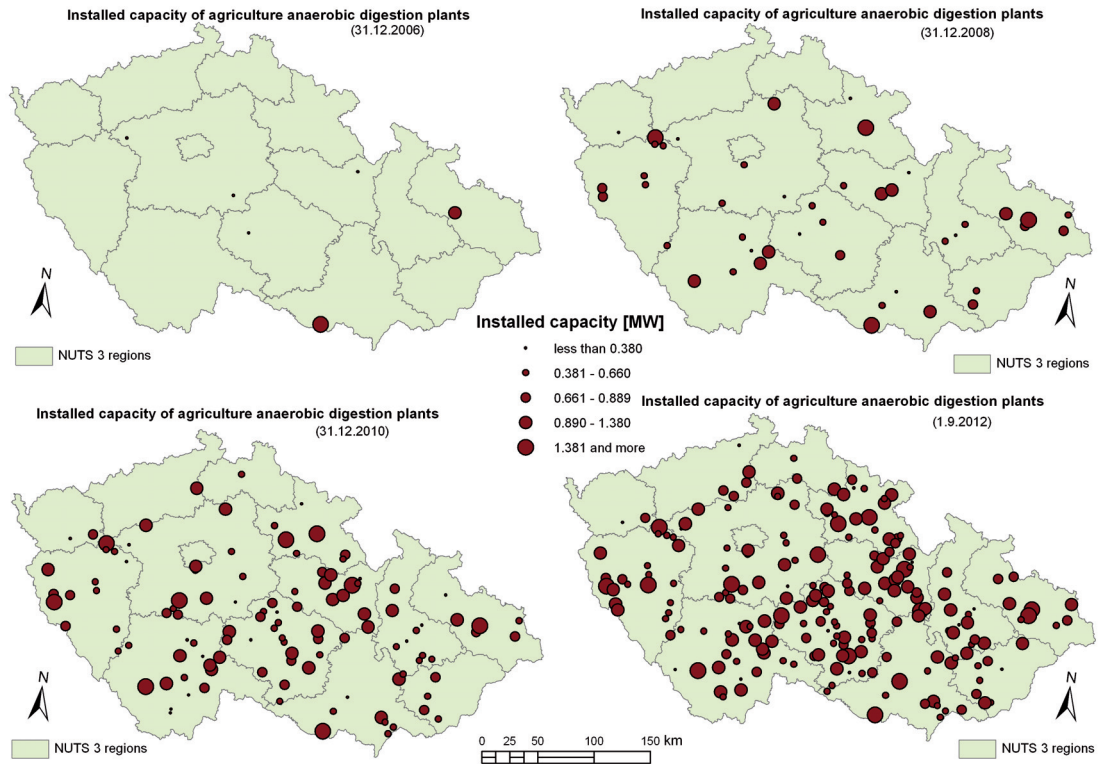 Installed capacity of agriculture anaerobic digestion plants
(31.12.2006)
N
NUTS 3 regions
Installed capacity of agriculture anaerobic digestion plants
(31.12.2008)
N
NUTS 3 regions
Installed capacity [MW]
less than 0.380
0.381 - 0.660
0.661 - 0.889
0.890 - 1.380
1.381 and more
Installed capacity of agriculture anaerobic digestion plants
(31.12.2010)
N
NUTS 3 regions
0 25 50 100 150 km
Installed capacity of agriculture anaerobic digestion plants
(1.9.2012)
N
NUTS 3 regions